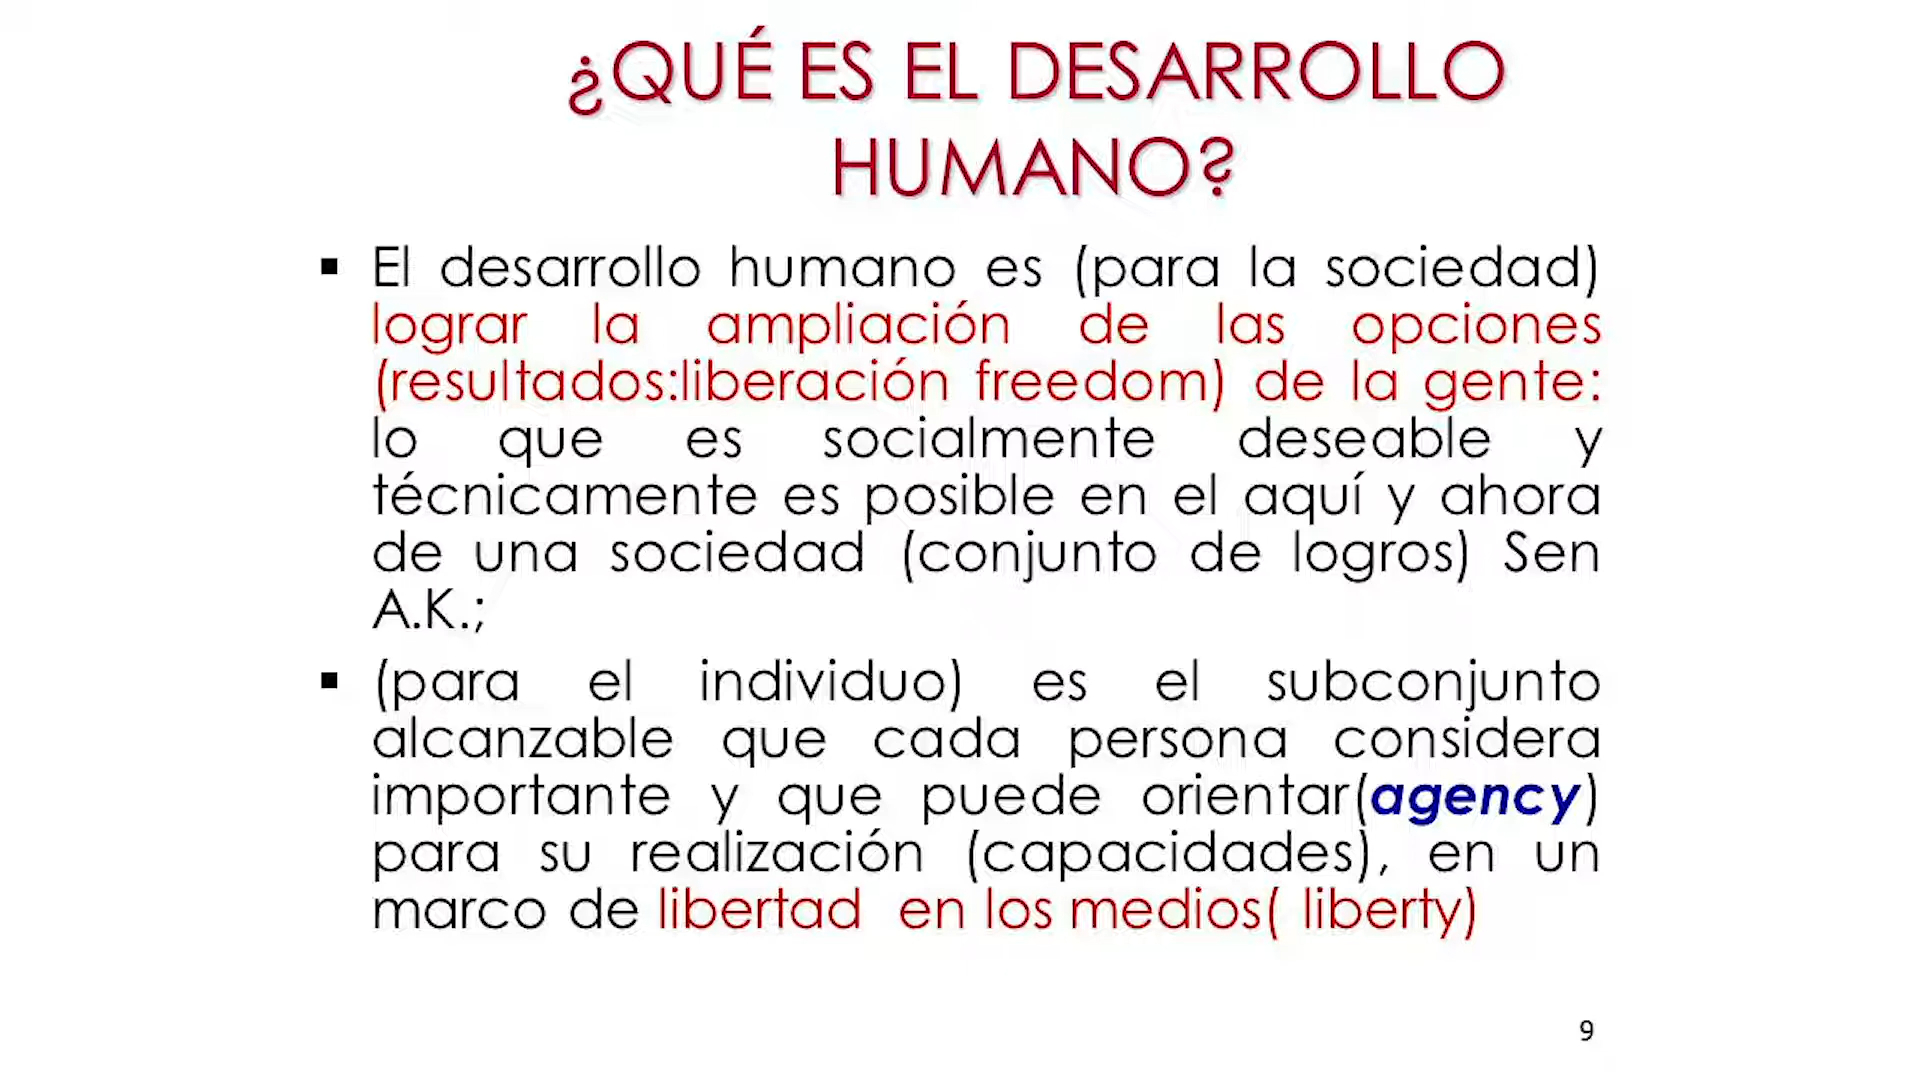 ¿QUÉ ES EL DESARROLLO
HUMANO?
▪ El desarrollo humano es (para la sociedad)
lograr la ampliación de las opciones
(resultados:liberación freedom) de la gente:
lo que es socialmente deseable y
técnicamente es posible en el aquí y ahora
de una sociedad (conjunto de logros) Sen
A.K.;
▪ (para el individuo) es el subconjunto
alcanzable que cada persona considera
importante y que puede orientar(agency)
para su realización (capacidades), en un
marco de libertad en los medios( liberty)
9